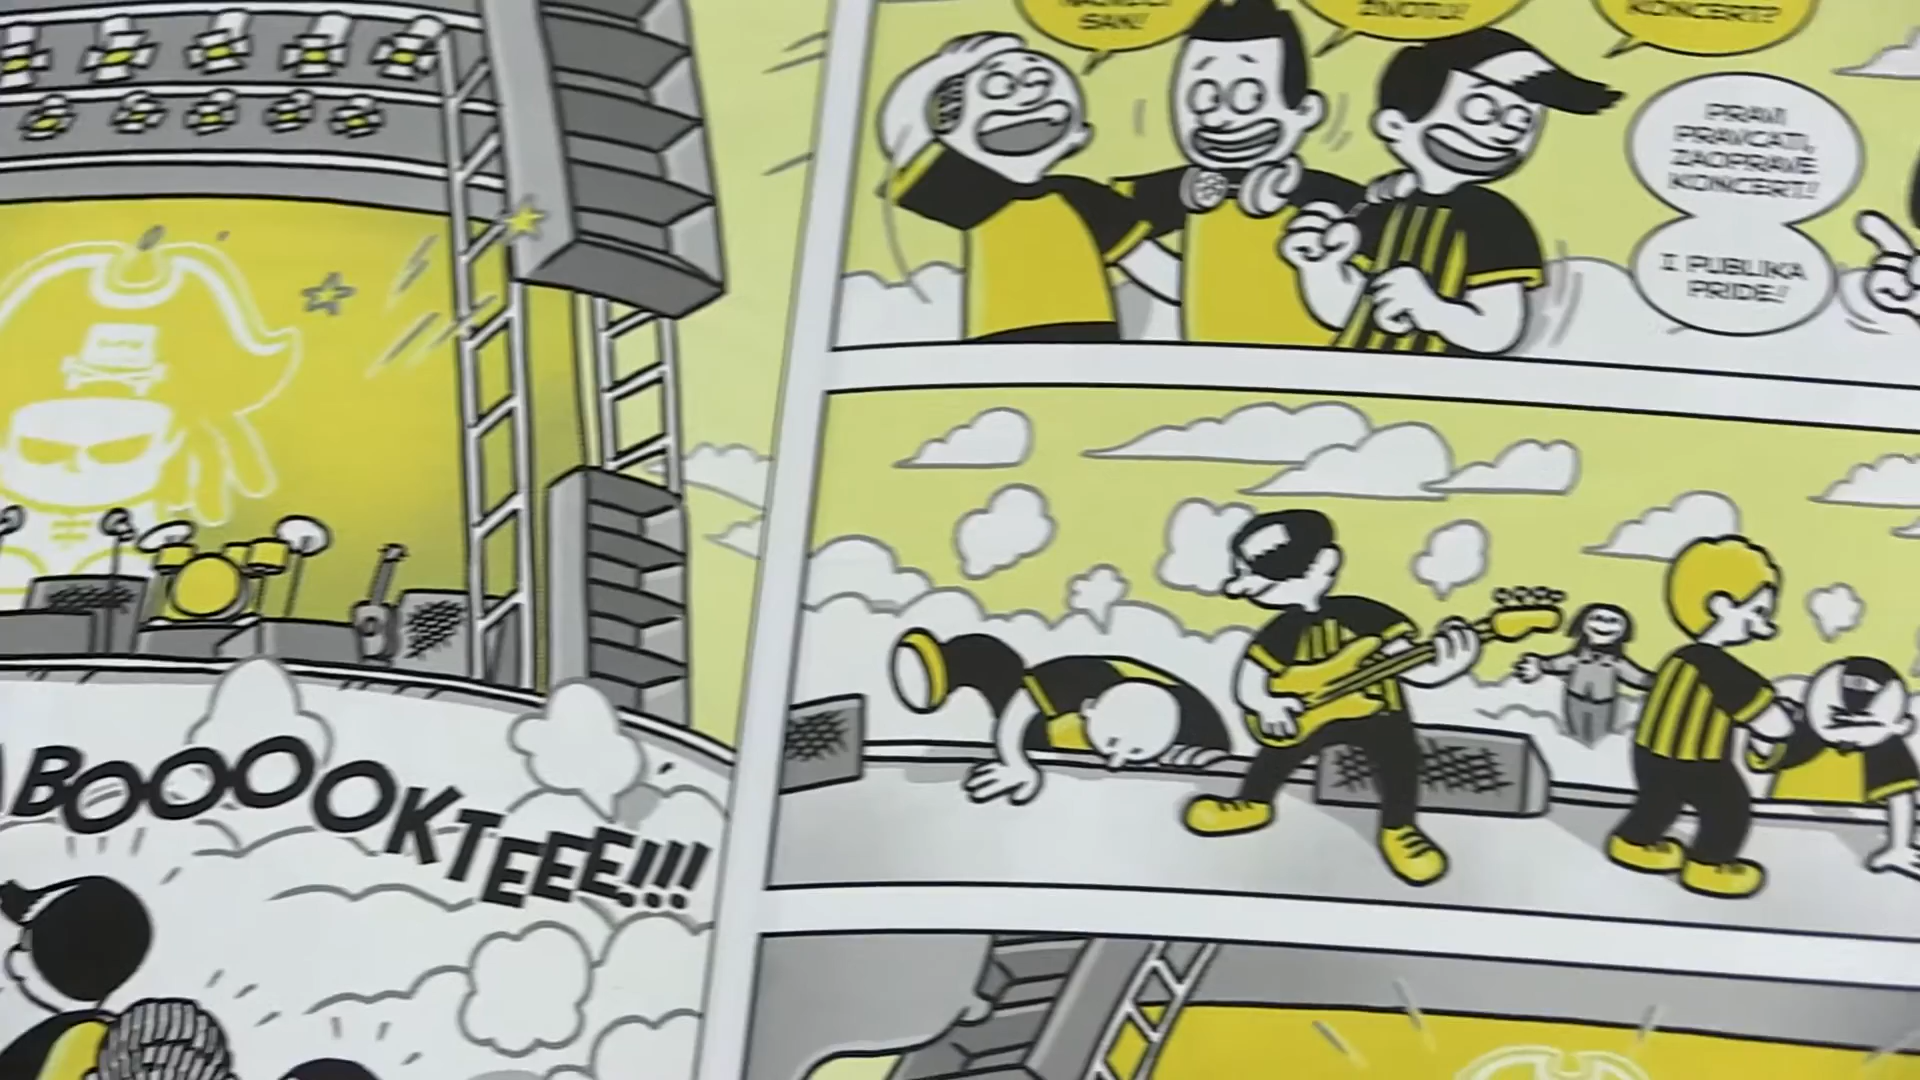 BOOOOKTEEE!!!
SAN!
ŽIVOTU!
KONCERT?
PRAVI
PRAVCATI,
ZAOPRAVE
KONCERT!
I PUBLIKA
PRIDE!